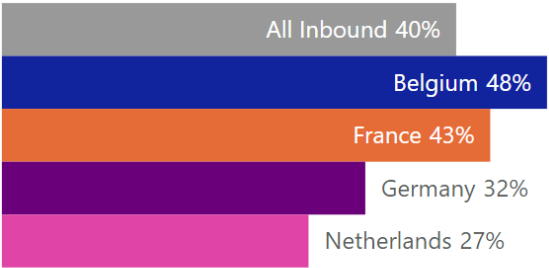 All Inbound 40%
Belgium 48%
France 43%
Germany 32%
Netherlands 27%